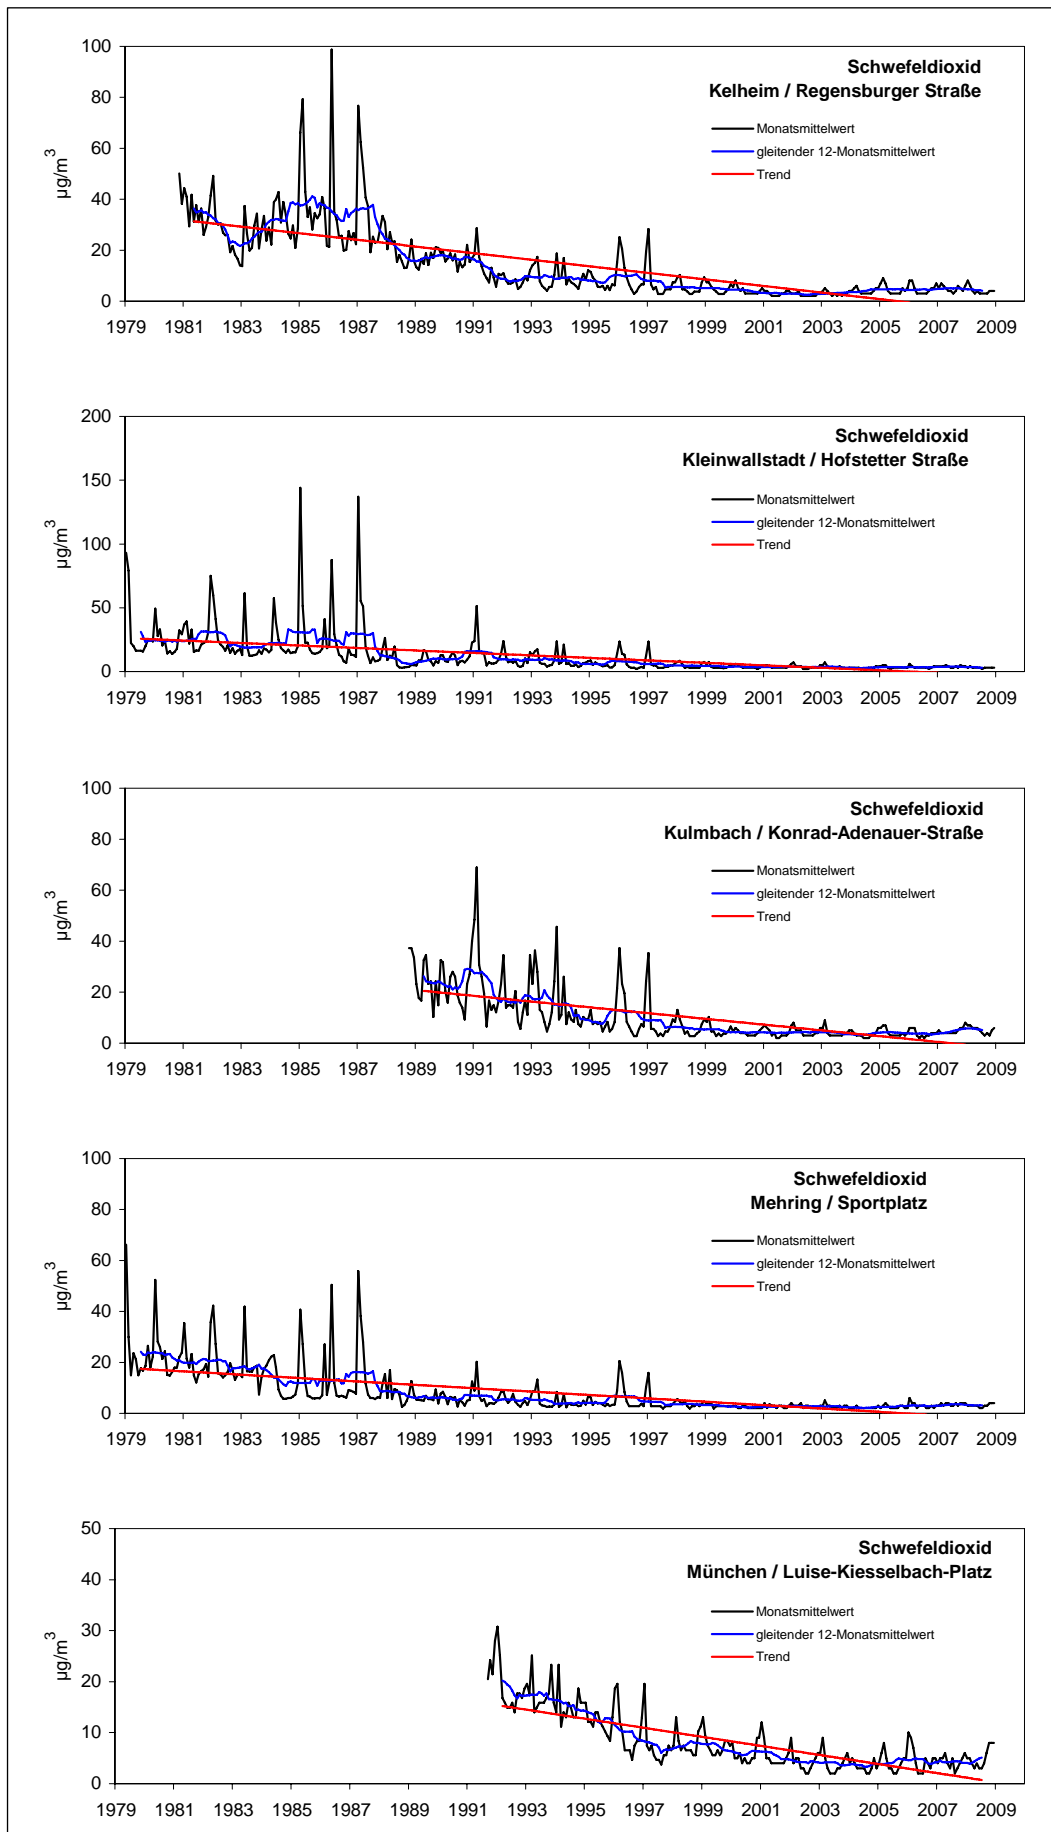 Schwefeldioxid
Kelheim / Regensburger Straße
Monatsmittelwert
gleitender 12-Monatsmittelwert
Trend
µg/m³
100
80
60
40
20
0
1979 1981 1983 1985 1987 1989 1991 1993 1995 1997 1999 2001 2003 2005 2007 2009
Schwefeldioxid
Kleinwallstadt / Hofstetter Straße
Monatsmittelwert
gleitender 12-Monatsmittelwert
Trend
µg/m³
200
150
100
50
0
1979 1981 1983 1985 1987 1989 1991 1993 1995 1997 1999 2001 2003 2005 2007 2009
Schwefeldioxid
Kulmbach / Konrad-Adenauer-Straße
Monatsmittelwert
gleitender 12-Monatsmittelwert
Trend
µg/m³
100
80
60
40
20
0
1979 1981 1983 1985 1987 1989 1991 1993 1995 1997 1999 2001 2003 2005 2007 2009
Schwefeldioxid
Mehring / Sportplatz
Monatsmittelwert
gleitender 12-Monatsmittelwert
Trend
µg/m³
100
80
60
40
20
0
1979 1981 1983 1985 1987 1989 1991 1993 1995 1997 1999 2001 2003 2005 2007 2009
Schwefeldioxid
München / Luise-Kiesselbach-Platz
Monatsmittelwert
gleitender 12-Monatsmittelwert
Trend
µg/m³
50
40
30
20
10
0
1979 1981 1983 1985 1987 1989 1991 1993 1995 1997 1999 2001 2003 2005 2007 2009